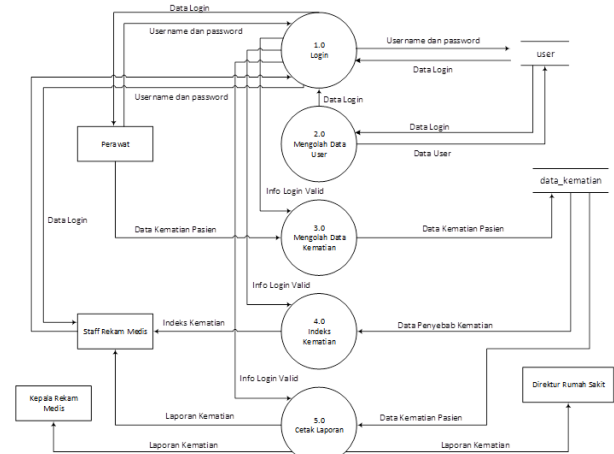 Data Login
Username dan password
1.0
Login
Username dan password
Data Login
user
Username dan password
Data Login
2.0
Mengolah Data
User
Data Login
Data User
Perawat
data_kematian
Info Login Valid
Data Login
Data Kematian Pasien
3.0
Mengolah Data
Kematian
Data Kematian Pasien
Info Login Valid
Staff Rekam Medis
Indeks Kematian
4.0
Indeks
Kematian
Data Penyebab Kematian
Info Login Valid
Kepala Rekam
Medis
Direktur Rumah Sakit
Laporan Kematian
5.0
Cetak Laporan
Data Kematian Pasien
Laporan Kematian
Laporan Kematian